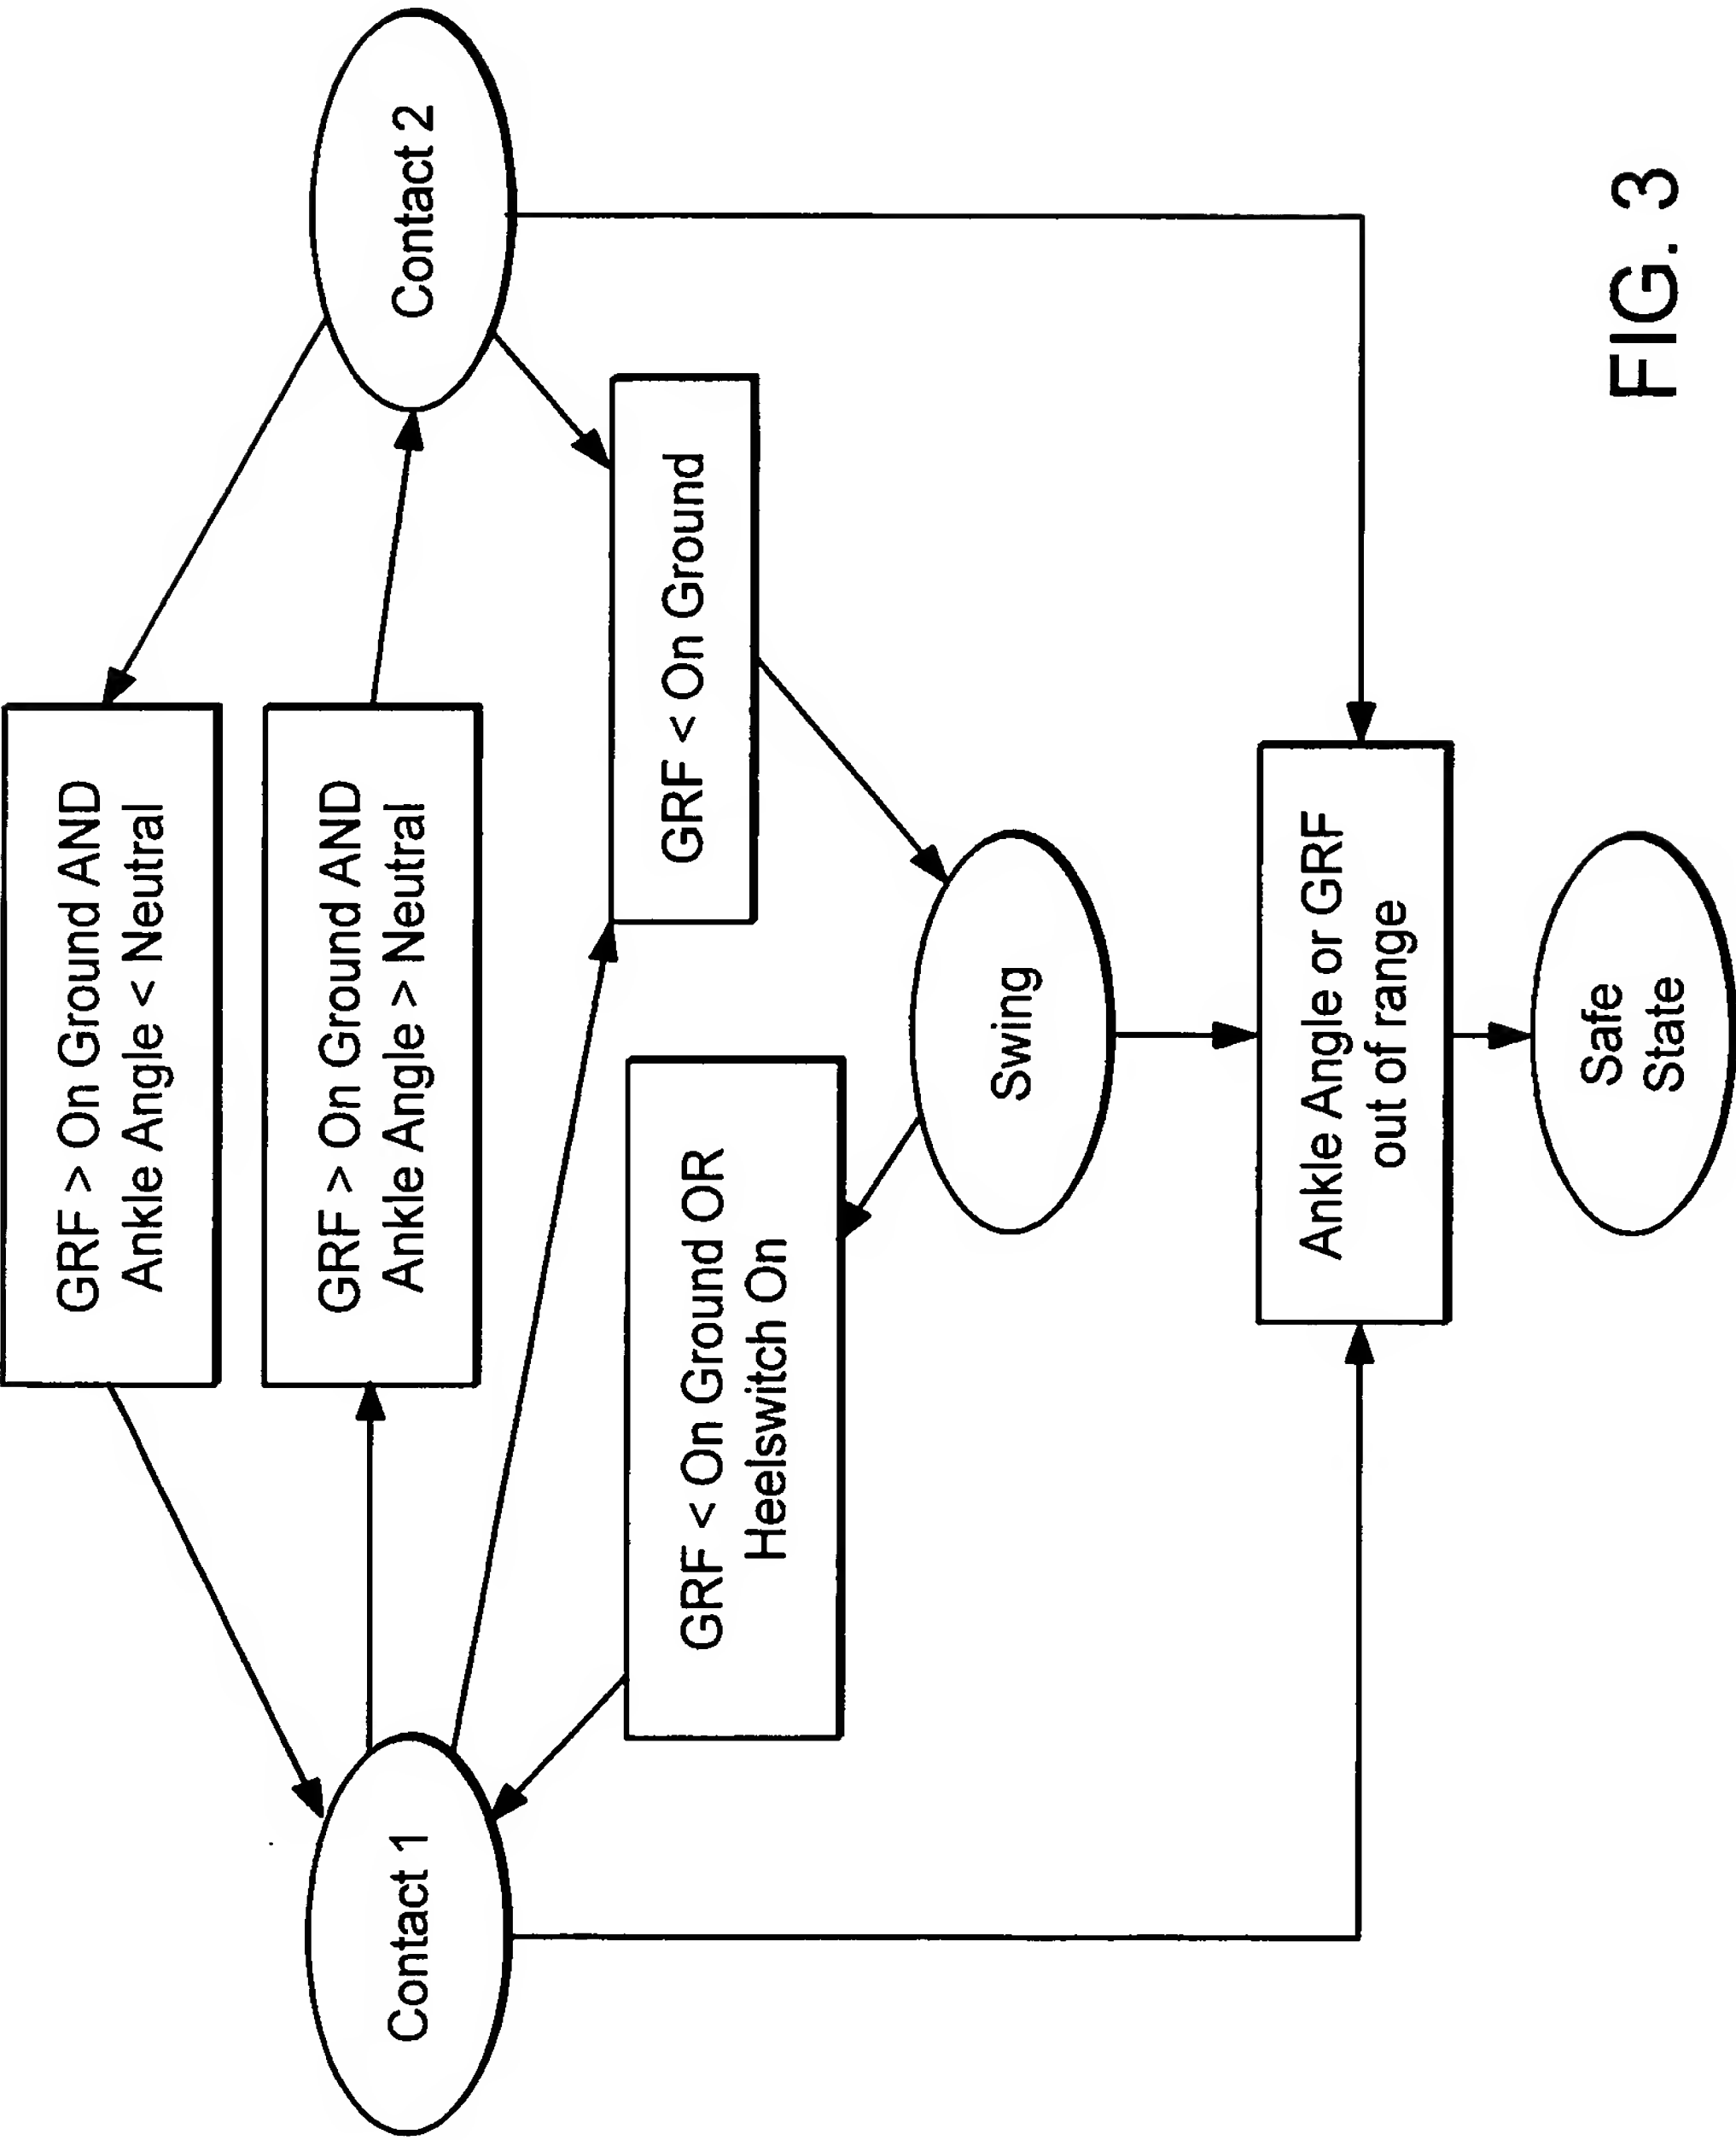 GRF > On Ground AND
Ankle Angle < Neutral
GRF > On Ground AND
Ankle Angle > Neutral
Contact 1
Contact 2
GRF < On Ground
GRF < On Ground OR
Heelswitch On
Swing
Ankle Angle or GRF
out of range
Safe
State
FIG. 3